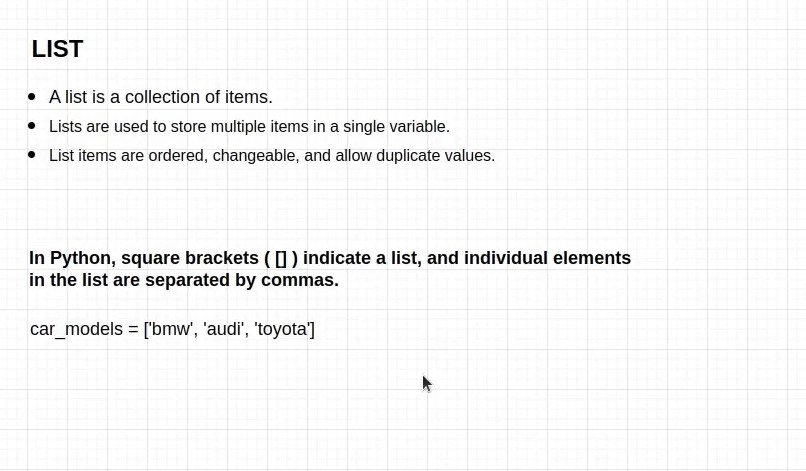 LIST
A list is a collection of items.
Lists are used to store multiple items in a single variable.
List items are ordered, changeable, and allow duplicate values.
In Python, square brackets ( [] ) indicate a list, and individual elements
in the list are separated by commas.
car_models = ['bmw', 'audi', 'toyota']